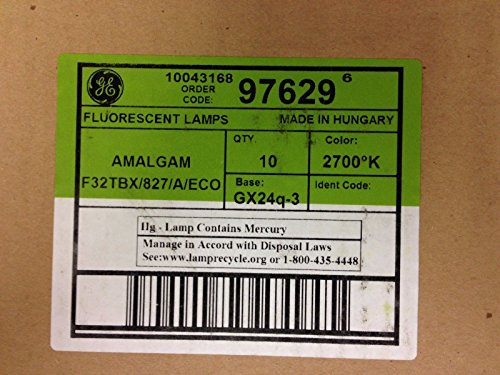 GE
10043168
ORDER
CODE: 97629 6
FLUORESCENT LAMPS MADE IN HUNGARY
AMALGAM
F32TBX/827/A/ECO
QTY.
10
Color:
2700°K
Base:
GX24q-3
Ident Code:
Hg - Lamp Contains Mercury
Manage in Accord with Disposal Laws
See:www.lamprecycle.org or 1-800-435-4448